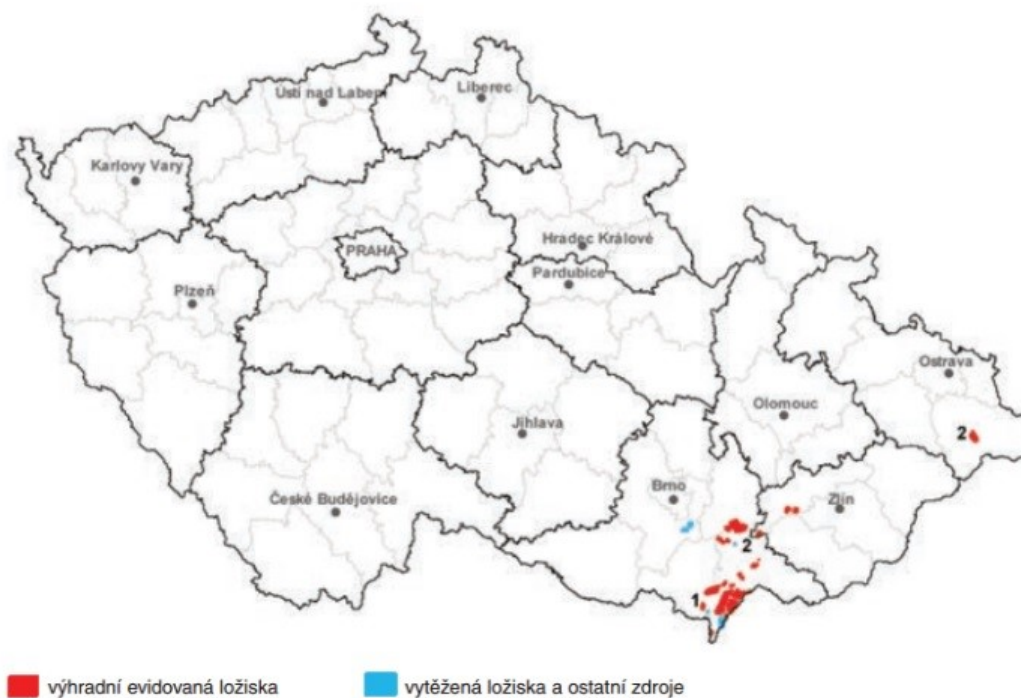 Ústí nad Labem
Liberec
Karlovy Vary
PRAHA
Hradec Králové
Pardubice
Plzeň
Ostrava
Olomouc
Jihlava
2
Brno
Zlín
České Budějovice
2
1
výhradní evidovaná ložiska
vytěžená ložiska a ostatní zdroje